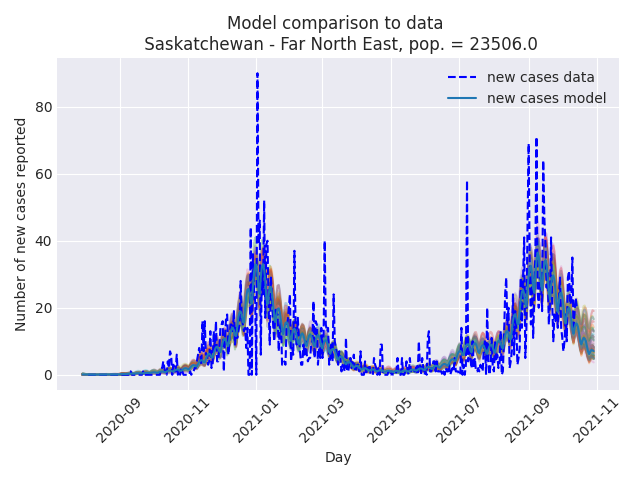 Model comparison to data
Saskatchewan - Far North East, pop. = 23506.0
new cases data
new cases model
Number of new cases reported
80
60
40
20
0
2020-09
2020-11
2021-01
2021-03
2021-05
2021-07
2021-09
2021-11
Day